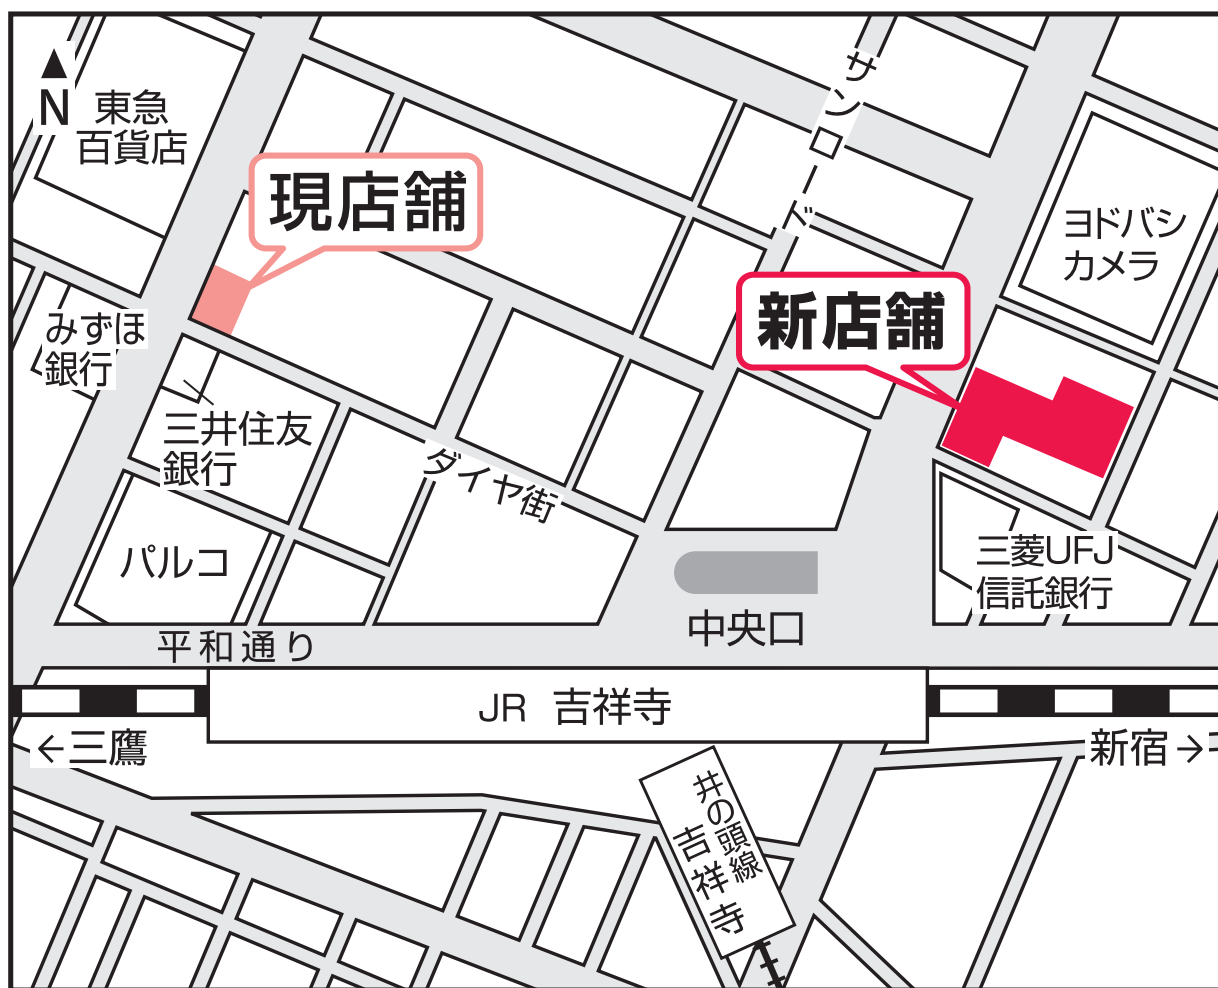 N
東急
百貨店
現店舗
サンロード
ヨドバシ
カメラ
新店舗
みずほ
銀行
三井住友
銀行
ダイヤ街
パルコ
三菱UFJ
信託銀行
中央口
平和通り
JR 吉祥寺
←三鷹
新宿→
井の頭線
吉祥寺